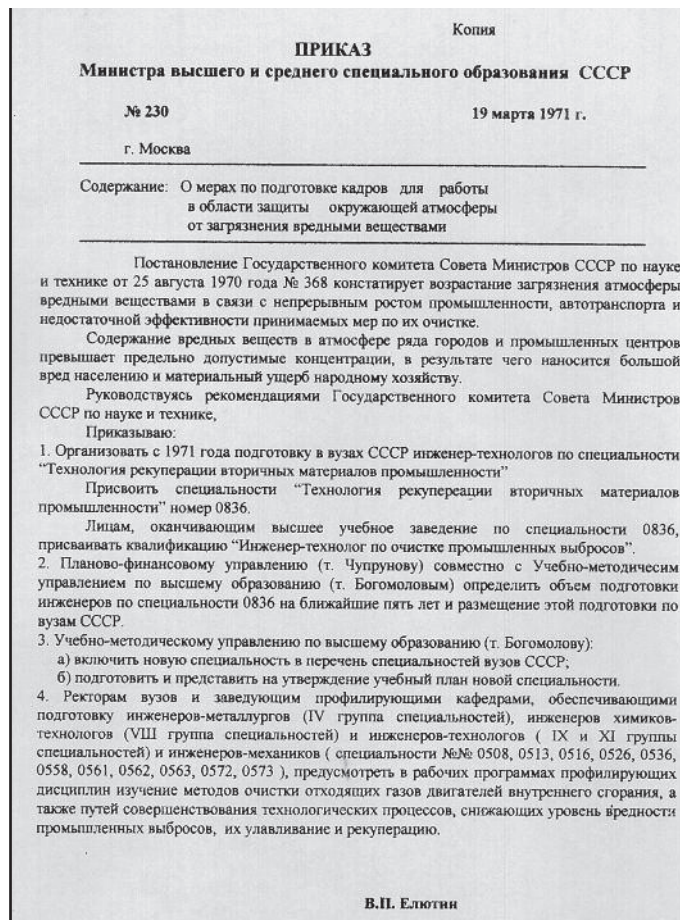 Копия
ПРИКАЗ
Министра высшего и среднего специального образования СССР
№ 230 19 марта 1971 г.
г. Москва
Содержание: О мерах по подготовке кадров для работы
в области защиты окружающей атмосферы
от загрязнения вредными веществами
Постановление Государственного комитета Совета Министров СССР по науке
и технике от 25 августа 1970 года № 368 констатирует возрастание загрязнения атмосферы
вредными веществами в связи с непрерывным ростом промышленности, автотранспорта и
недостаточной эффективности принимаемых мер по их очистке.
Содержание вредных веществ в атмосфере ряда городов и промышленных центров
превышает предельно допустимые концентрации, в результате чего наносится большой
вред населению и материальный ущерб народному хозяйству.
Руководствуясь рекомендациями Государственного комитета Совета Министров
СССР по науке и технике,
Приказываю:
1. Организовать с 1971 года подготовку в вузах СССР инженер-технологов по специальности
“Технология рекуперации вторичных материалов промышленности”
Присвоить специальности “Технология рекупереации вторичных материалов
промышленности” номер 0836.
Лицам, оканчивающим высшее учебное заведение по специальности 0836,
присваивать квалификацию “Инженер-технолог по очистке промышленных выбросов”.
2. Планово-финансовому управлению (т. Чупрунову) совместно с Учебно-методичесим
управлением по высшему образованию (т. Богомоловым) определить объем подготовки
инженеров по специальности 0836 на ближайшие пять лет и размещение этой подготовки по
вузам СССР.
3. Учебно-методическому управлению по высшему образованию (т. Богомолову):
а) включить новую специальность в перечень специальностей вузов СССР;
б) подготовить и представить на утверждение учебный план новой специальности.
4. Ректорам вузов и заведующим профилирующими кафедрами, обеспечивающими
подготовку инженеров-металлургов (IV группа специальностей), инженеров химиков-
технологов (VIII группа специальностей) и инженеров-технологов ( IX и XI группы
специальностей) и инженеров-механиков ( специальности №№ 0508, 0513, 0516, 0526, 0536,
0558, 0561, 0562, 0563, 0572, 0573 ), предусмотреть в рабочих программах профилирующих
дисциплин изучение методов очистки отходящих газов двигателей внутреннего сгорания, а
также путей совершенствования технологических процессов, снижающих уровень вредности
промышленных выбросов, их улавливание и рекуперацию.
В.П. Елютин